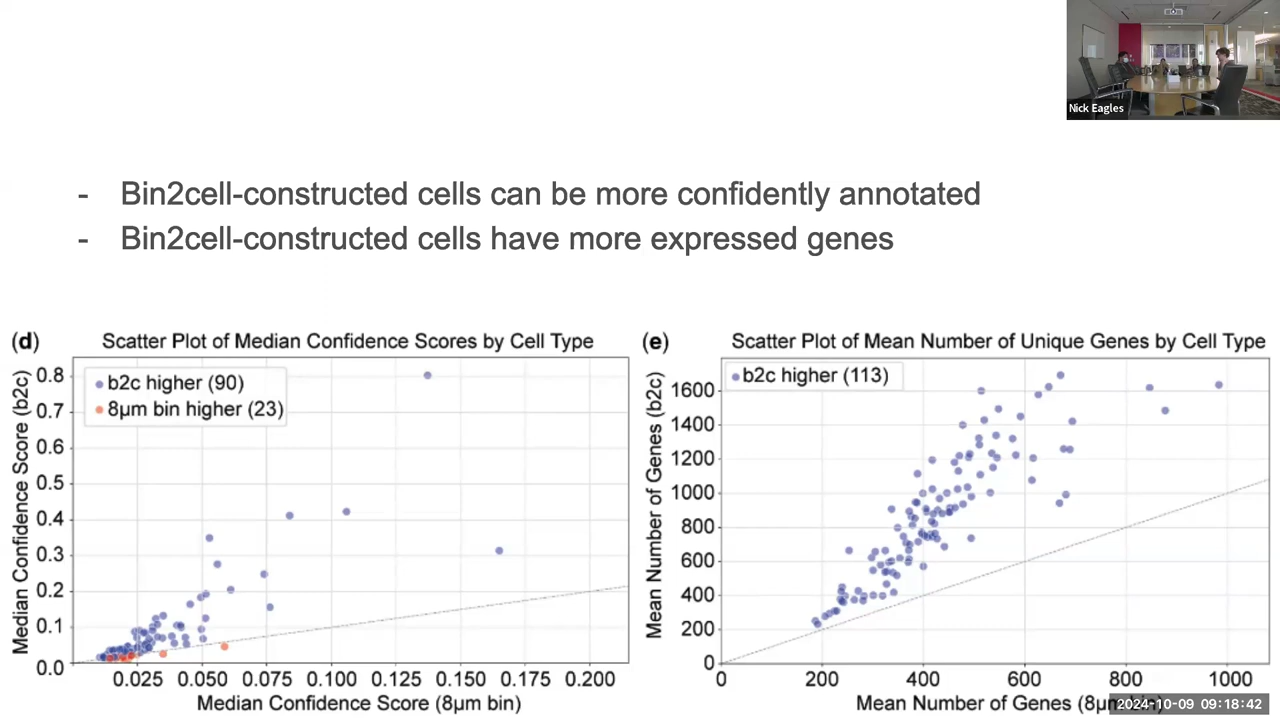 Nick Eagles
- Bin2cell-constructed cells can be more confidently annotated
- Bin2cell-constructed cells have more expressed genes
(d)
Scatter Plot of Median Confidence Scores by Cell Type
b2c higher (90)
8μm bin higher (23)
Median Confidence Score (b2c)
0.8
0.7
0.6
0.5
0.4
0.3
0.2
0.1
0.0
0.025 0.050 0.075 0.100 0.125 0.150 0.175 0.200
Median Confidence Score (8μm bin)
(e)
Scatter Plot of Mean Number of Unique Genes by Cell Type
b2c higher (113)
Mean Number of Genes (b2c)
1600
1400
1200
1000
800
600
400
200
0
0 200 400 600 800 1000
Mean Number of Genes (8μm bin)
2024-10-09 09:18:42